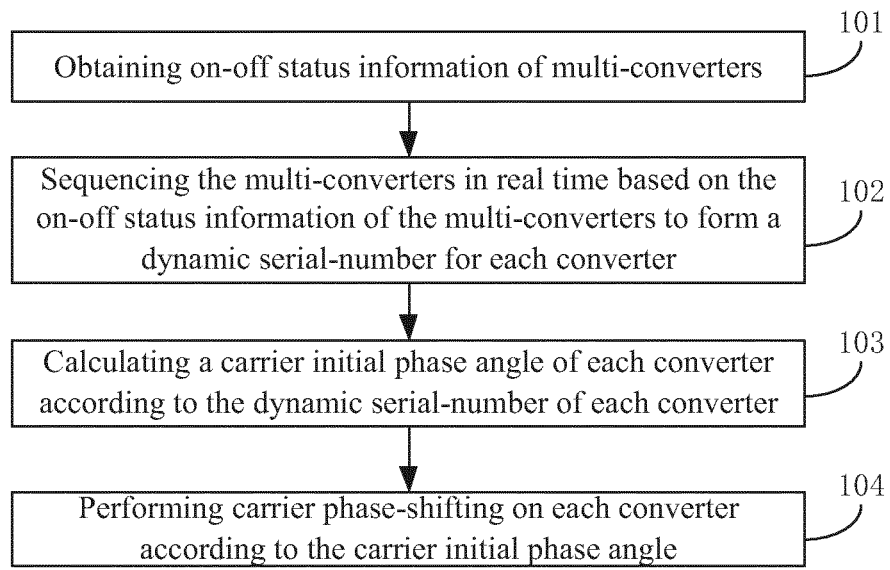 101
Obtaining on-off status information of multi-converters
Sequencing the multi-converters in real time based on the
on-off status information of the multi-converters to form a
dynamic serial-number for each converter
102
Calculating a carrier initial phase angle of each converter
according to the dynamic serial-number of each converter
103
Performing carrier phase-shifting on each converter
according to the carrier initial phase angle
104